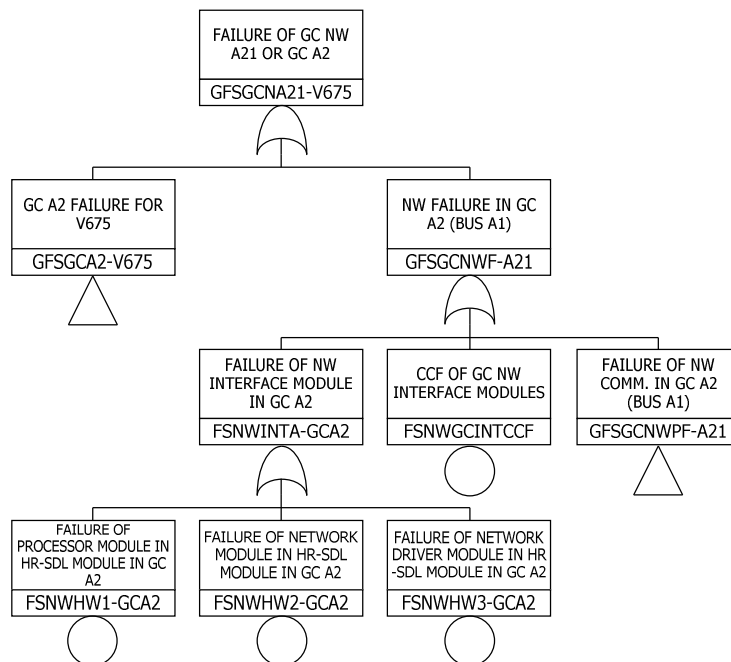 FAILURE OF GC NW
A21 OR GC A2
GFSGCNA21-V675
GC A2 FAILURE FOR
V675
GFSGCA2-V675
NW FAILURE IN GC
A2 (BUS A1)
GFSGCNWF-A21
FAILURE OF NW
INTERFACE MODULE
IN GC A2
FSNWINTA-GCA2
CCF OF GC NW
INTERFACE MODULES
FSNWGCINTCCF
FAILURE OF NW
COMM. IN GC A2
(BUS A1)
GFSGCNWPF-A21
FAILURE OF
PROCESSOR MODULE IN
HR-SDL MODULE IN GC
A2
FSNWHW1-GCA2
FAILURE OF NETWORK
MODULE IN HR-SDL
MODULE IN GC A2
FSNWHW2-GCA2
FAILURE OF NETWORK
DRIVER MODULE IN HR
-SDL MODULE IN GC A2
FSNWHW3-GCA2